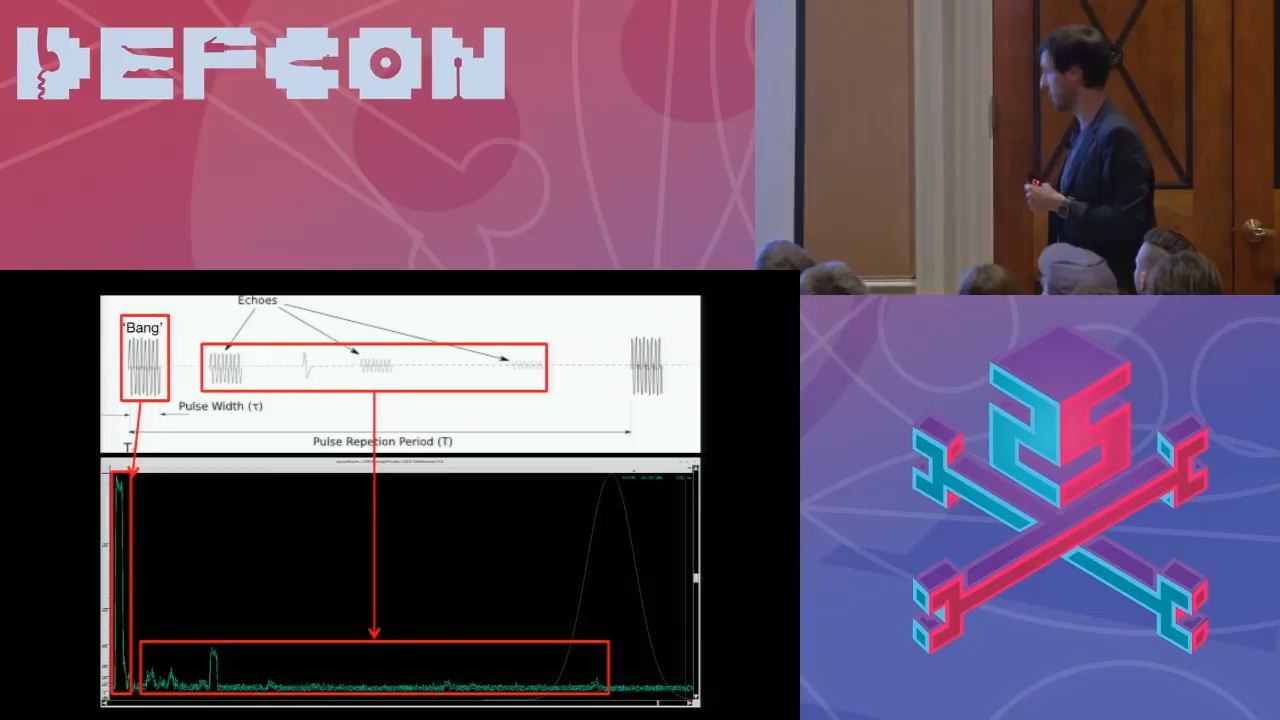 DEFCON
Echoes
'Bang'
Pulse Width (τ)
Pulse Repetion Period (T)
T